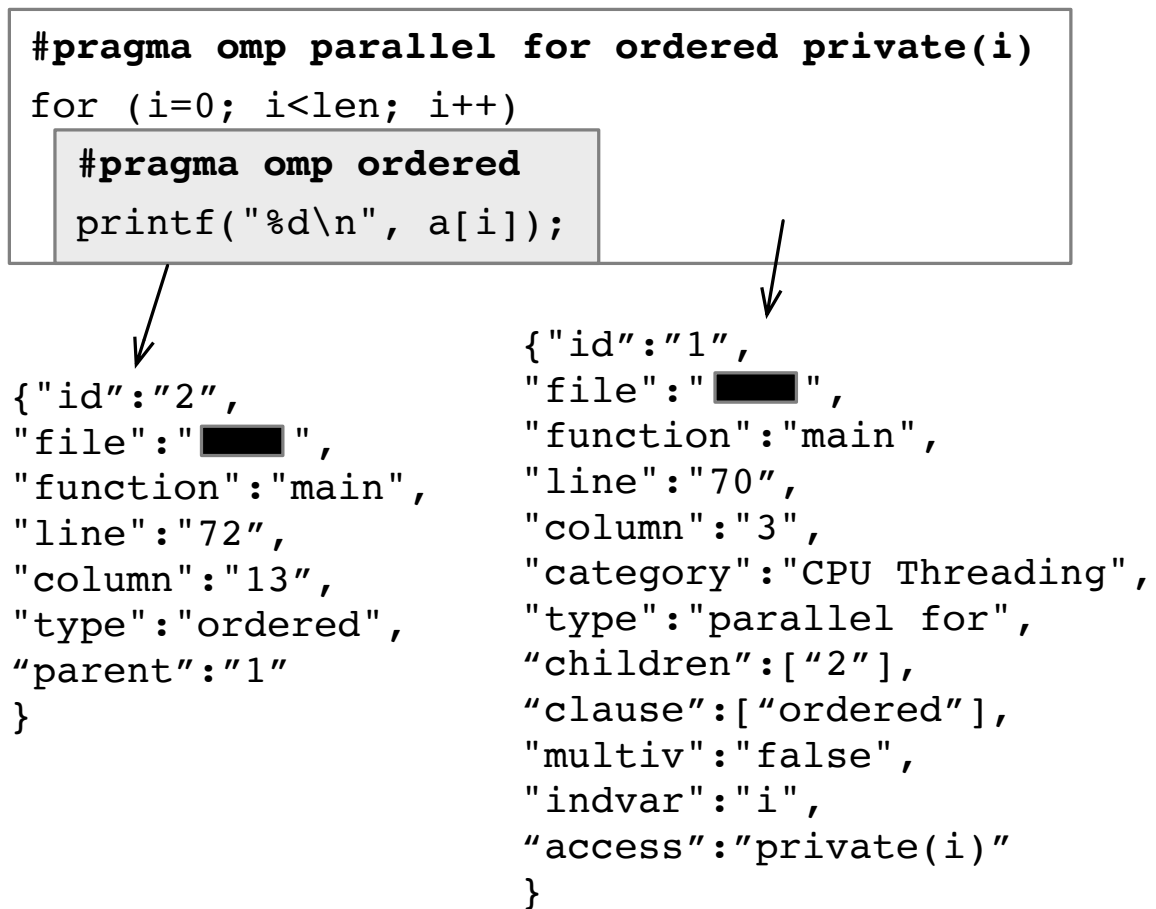 #pragma omp parallel for ordered private(i)
for (i=0; i<len; i++)
#pragma omp ordered
printf("%d\n", a[i]);
{"id”:”2”,
"file":" ",
"function":"main",
"line":"72”,
"column":"13”,
"type":"ordered",
“parent”:”1”
}
{"id”:”1”,
"file":" ",
"function":"main",
"line":"70”,
"column":"3",
"category":"CPU Threading",
"type":"parallel for",
“children”:[“2”],
“clause”:[“ordered”],
"multiv":"false",
"indvar":"i",
“access”:”private(i)”
}